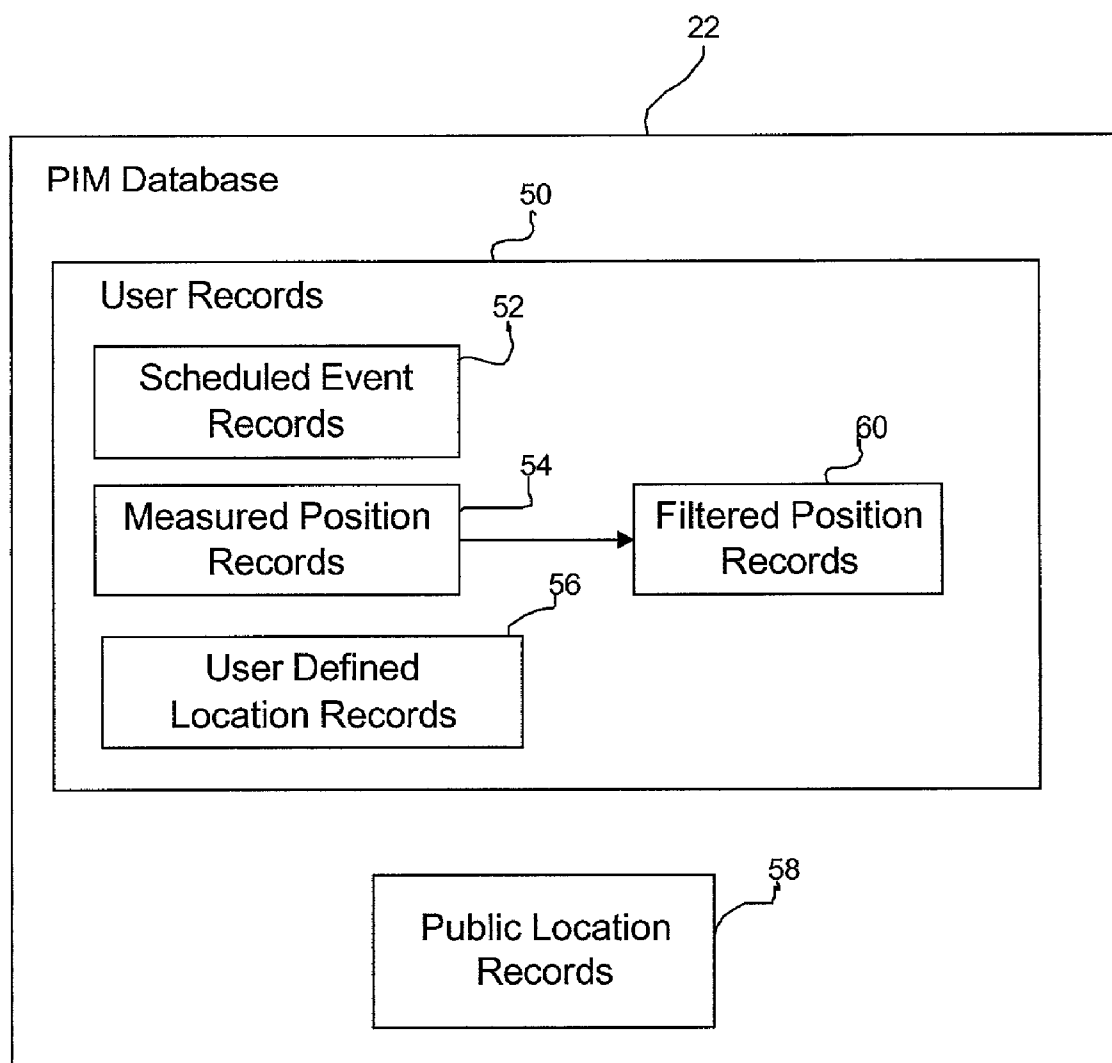 22
PIM Database
50
User Records
52
Scheduled Event
Records
54
60
Measured Position
Records
Filtered Position
Records
56
User Defined
Location Records
58
Public Location
Records